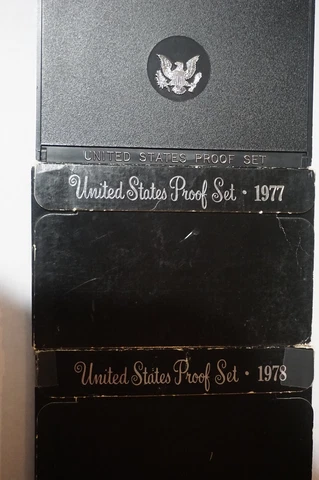 UNITED STATES PROOF SET
United States Proof Set · 1977
United States Proof Set · 1978